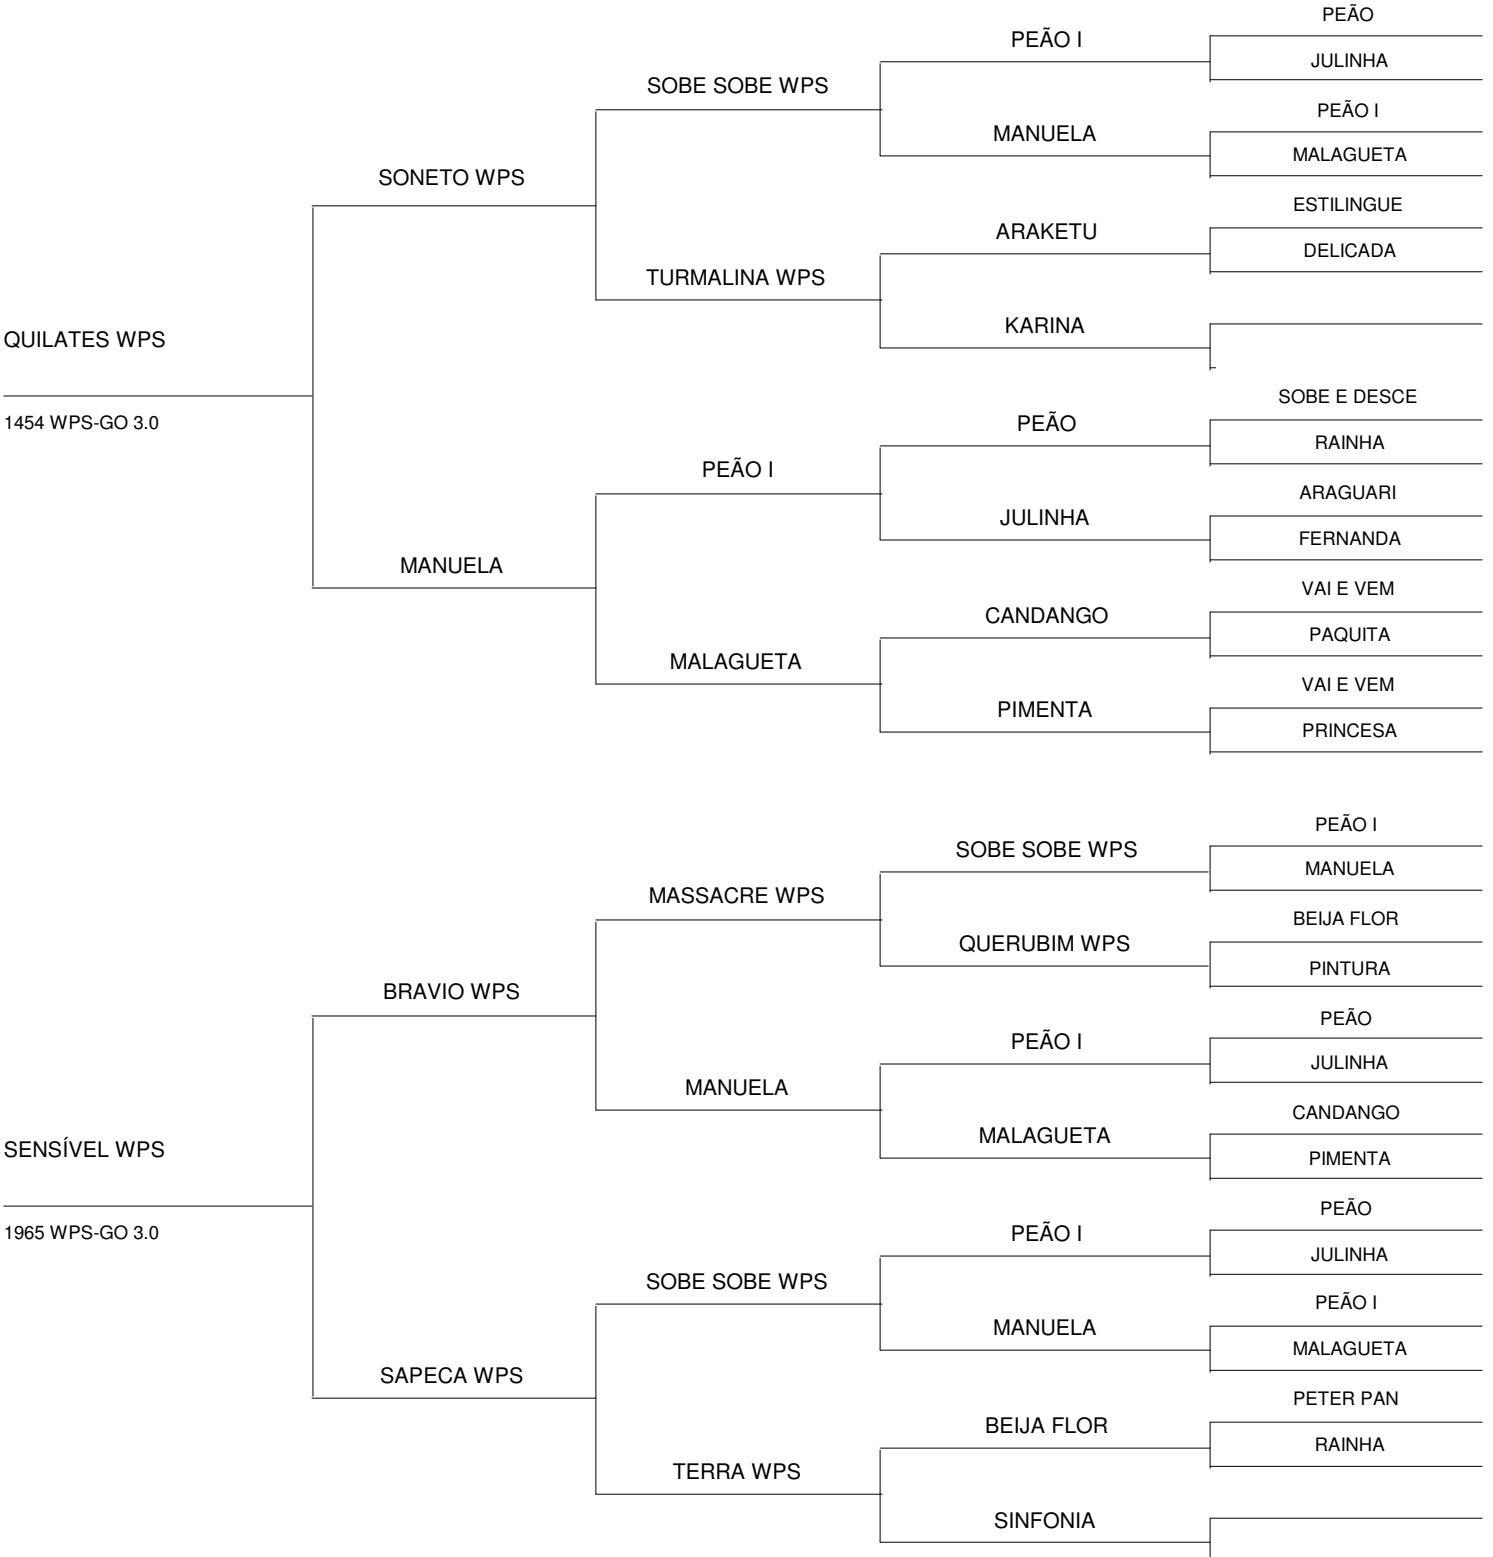 PEÃO
PEÃO I
JULINHA
SOBE SOBE WPS
PEÃO I
MANUELA
MALAGUETA
SONETO WPS
ESTILINGUE
ARAKETU
DELICADA
TURMALINA WPS
KARINA
QUILATES WPS
SOBE E DESCE
1454 WPS-GO 3.0
PEÃO
RAINHA
PEÃO I
ARAGUARI
JULINHA
FERNANDA
MANUELA
VAI E VEM
CANDANGO
PAQUITA
MALAGUETA
VAI E VEM
PIMENTA
PRINCESA
PEÃO I
SOBE SOBE WPS
MANUELA
MASSACRE WPS
BEIJA FLOR
QUERUBIM WPS
PINTURA
BRAVIO WPS
PEÃO
PEÃO I
JULINHA
MANUELA
CANDANGO
MALAGUETA
SENSÍVEL WPS
PIMENTA
PEÃO
1965 WPS-GO 3.0
PEÃO I
JULINHA
SOBE SOBE WPS
PEÃO I
MANUELA
MALAGUETA
SAPECA WPS
PETER PAN
BEIJA FLOR
RAINHA
TERRA WPS
SINFONIA